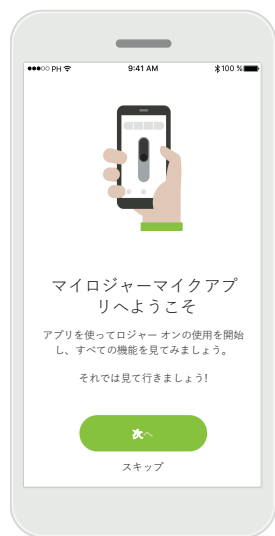 ●●●○○ PH 9:41 AM 100 %
マイロジャーマイクアプ
リへようこそ
アプリを使ってロジャー オンの使用を開始
し、すべての機能を見てみましょう。
それでは見て行きましょう!
次へ
スキップ